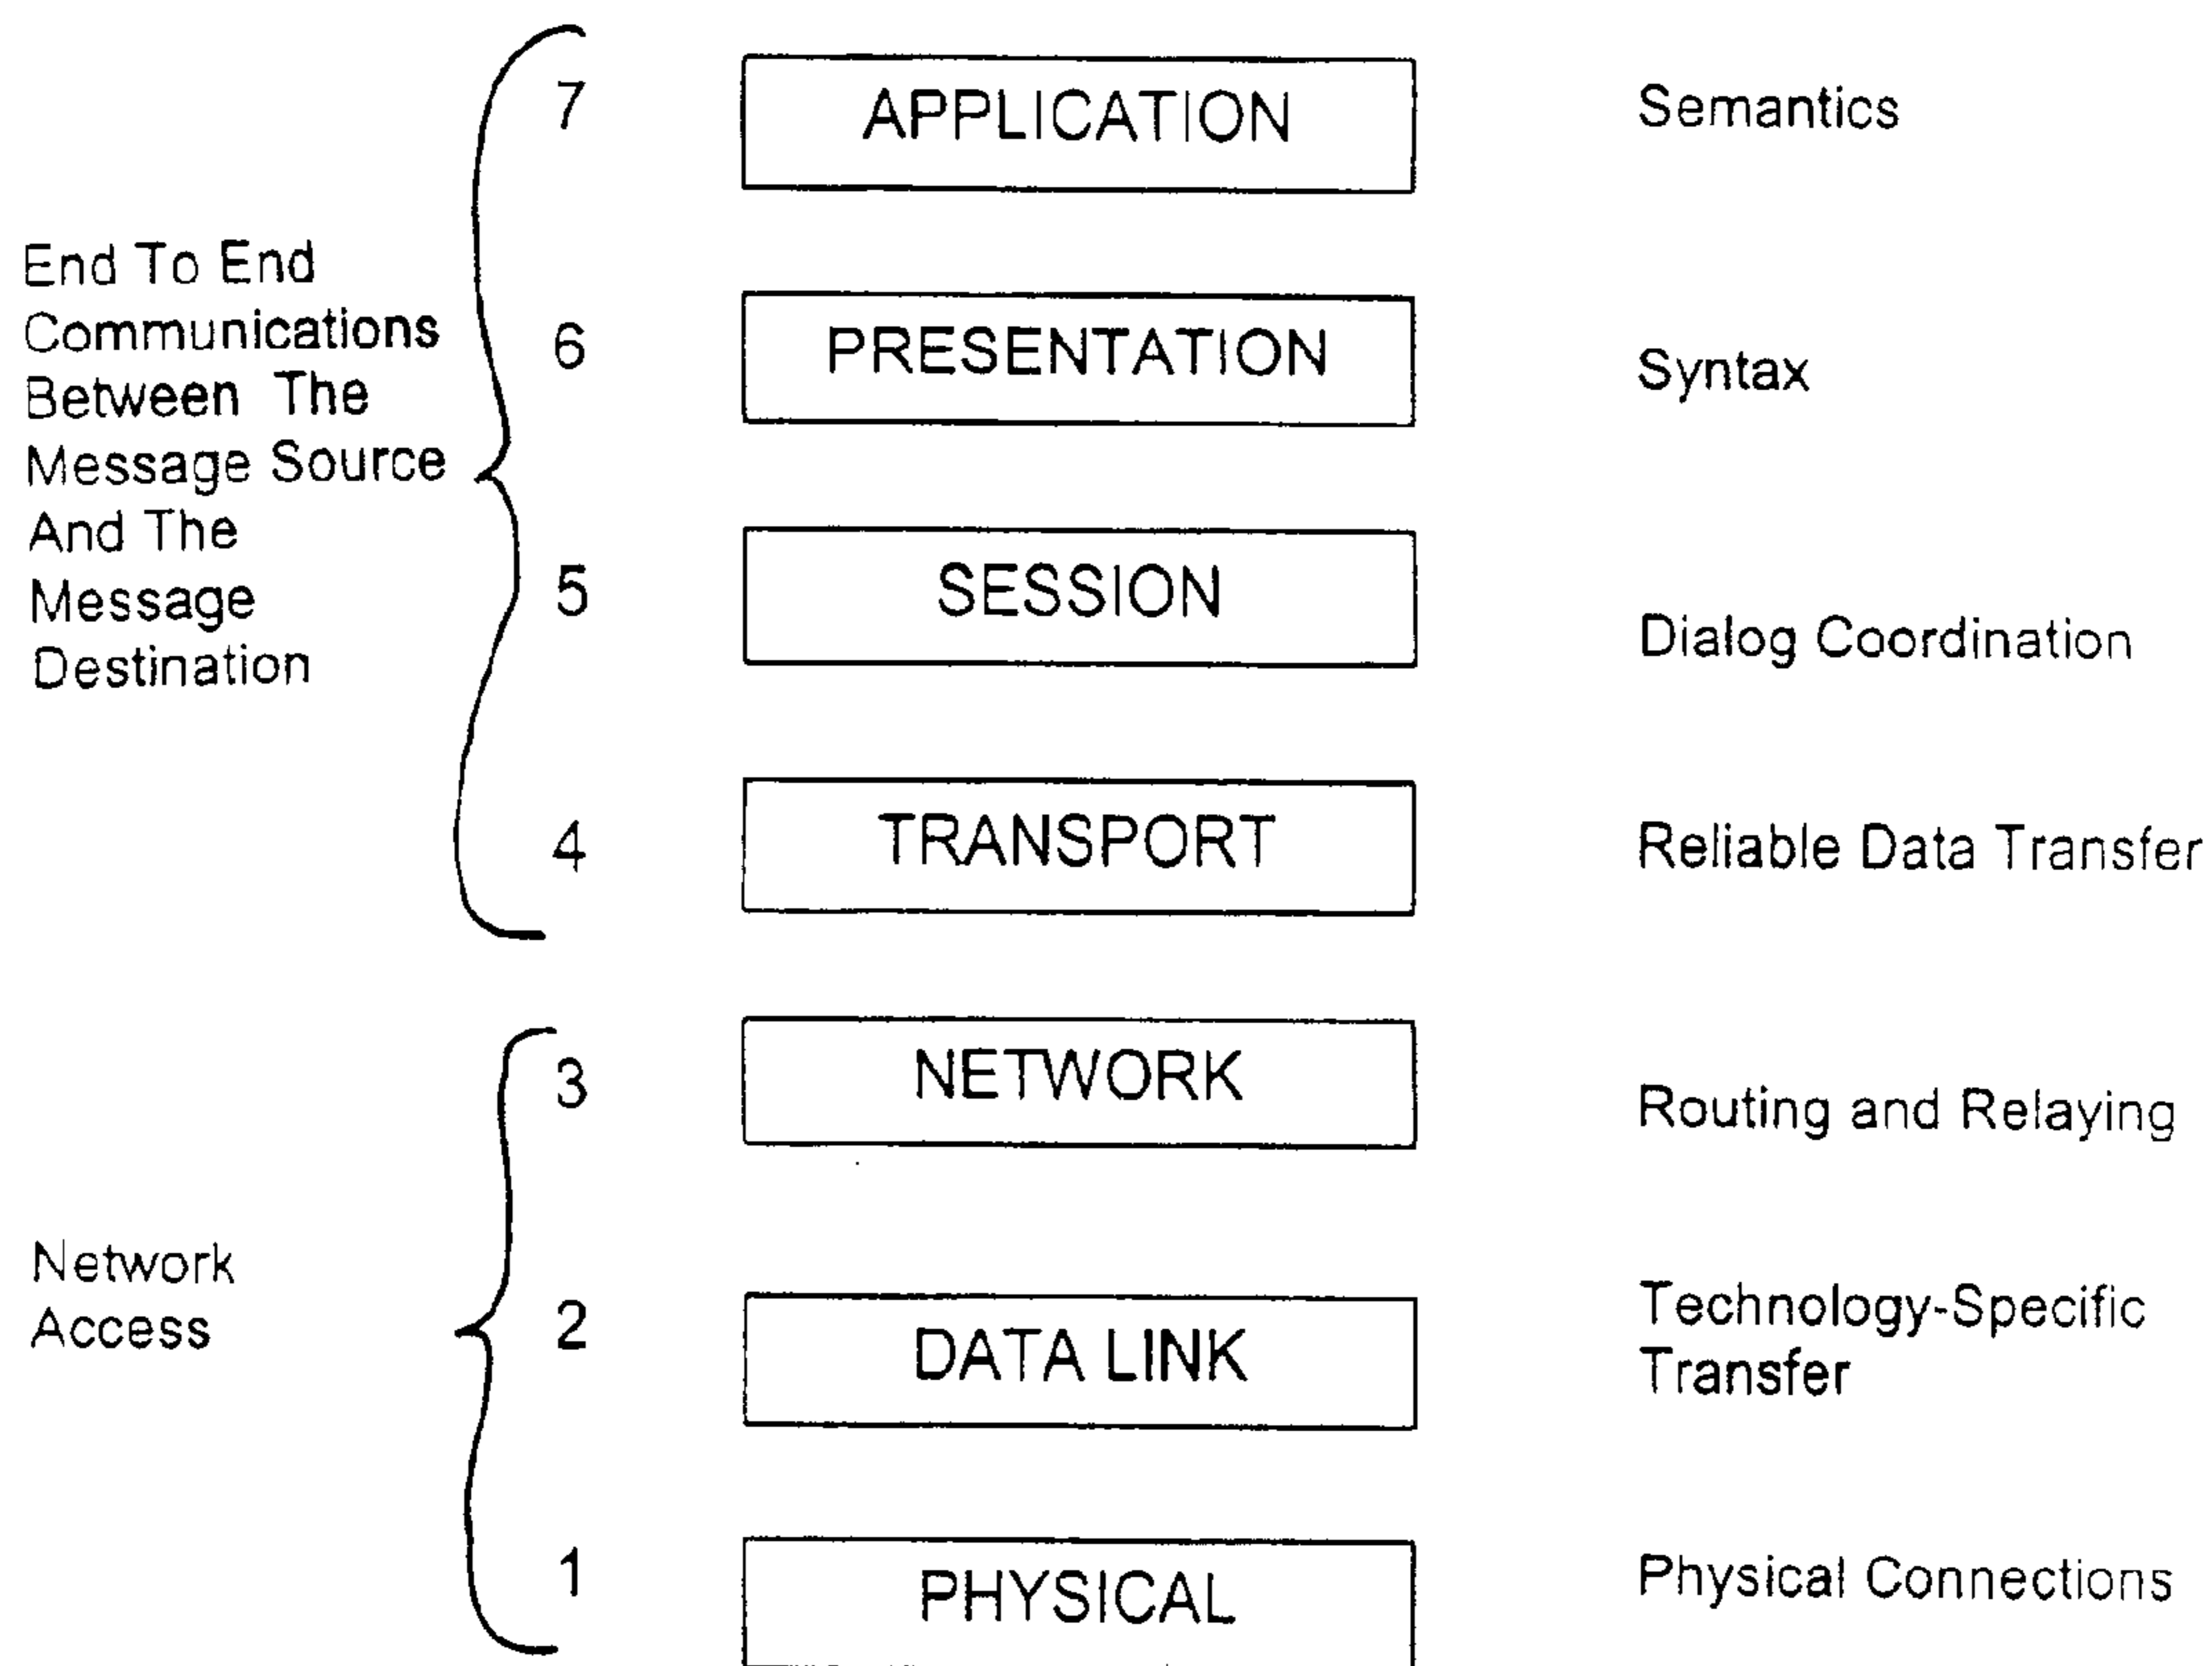 7 APPLICATION Semantics
End To End
Communications
Between The
Message Source
And The
Message
Destination
6 PRESENTATION Syntax
5 SESSION Dialog Coordination
4 TRANSPORT Reliable Data Transfer
3 NETWORK Routing and Relaying
Network
Access
2 DATA LINK Technology-Specific
Transfer
1 PHYSICAL Physical Connections